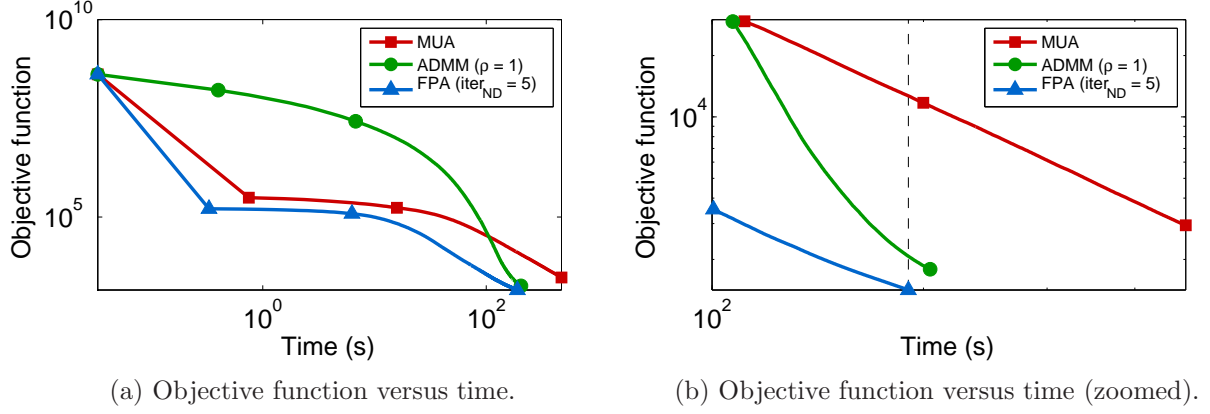 10^10
10^5
Objective function
MUA
ADMM (ρ = 1)
FPA (iter_ND = 5)
10^0
10^2
Time (s)
(a) Objective function versus time.
10^4
Objective function
MUA
ADMM (ρ = 1)
FPA (iter_ND = 5)
10^2
Time (s)
(b) Objective function versus time (zoomed).